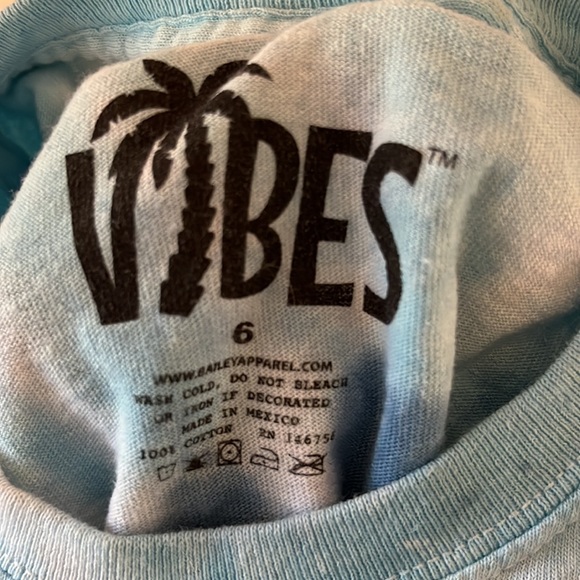 VIBES™
6
WWW.BAILEYAPPAREL.COM
WASH COLD, DO NOT BLEACH
OR IRON IF DECORATED
MADE IN MEXICO
100% COTTON RN